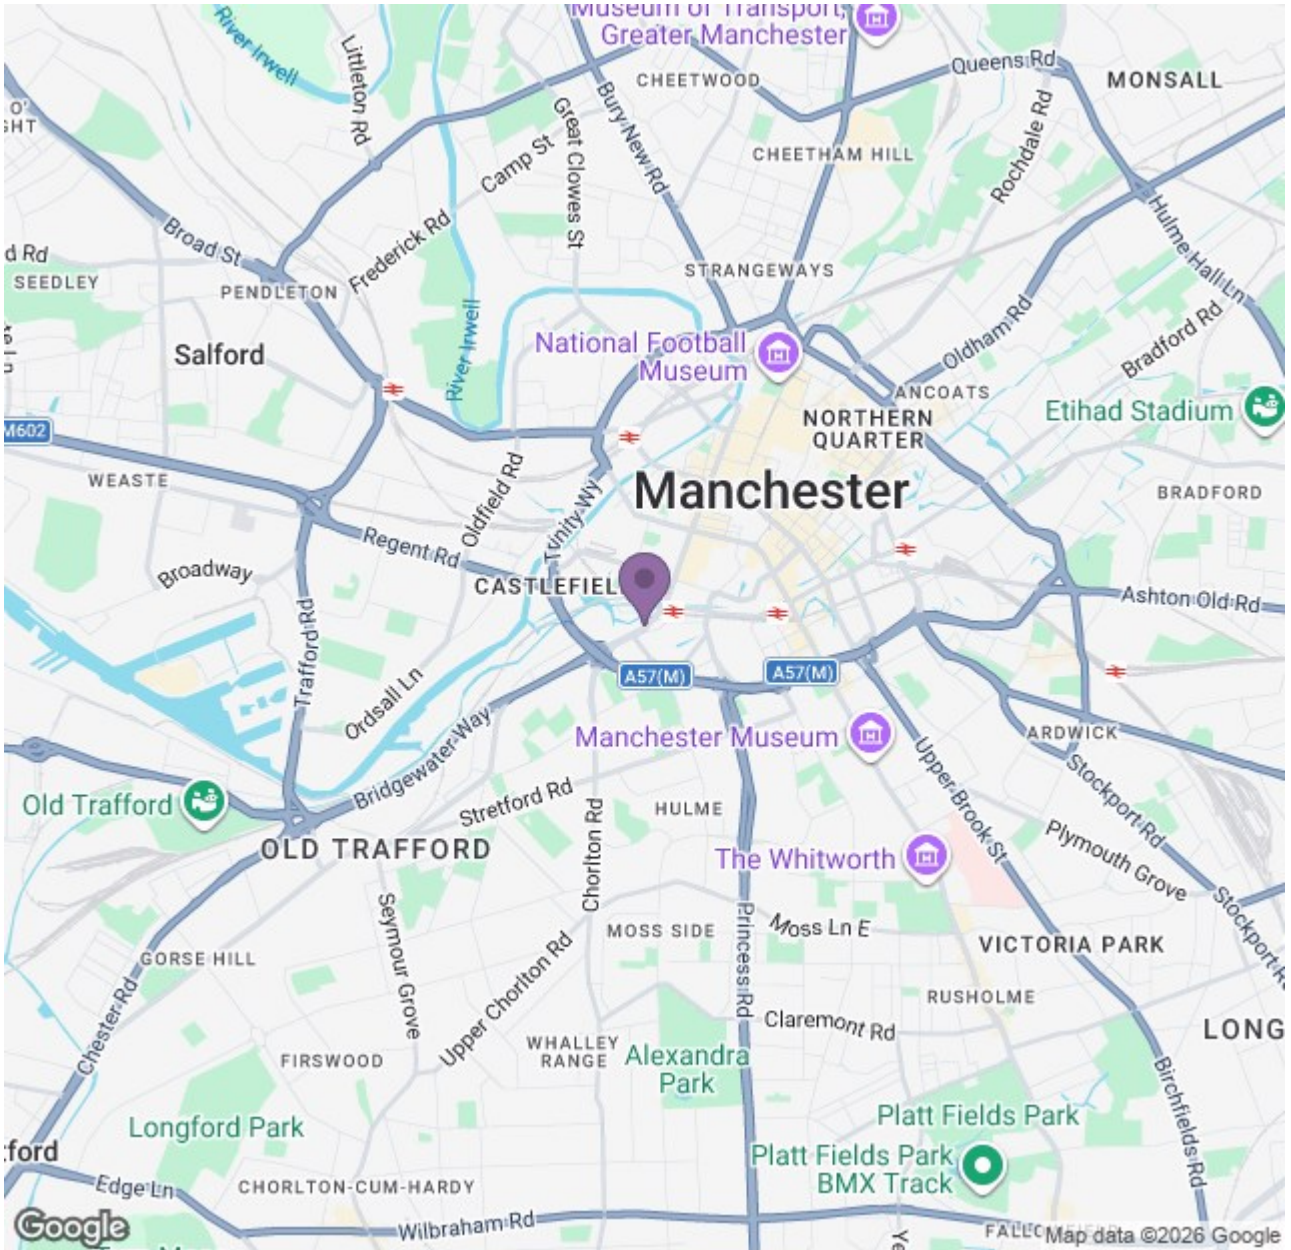 Museum of Transport,
Greater Manchester
River Irwell
Littleton Rd
CHEETWOOD
Queens Rd
MONSALL
Bury New Rd
Great Clowes St
Camp St
CHEETHAM HILL
Rochdale Rd
Broad St
Frederick Rd
Hulme Hall Ln
d Rd
SEEDLEY
PENDLETON
STRANGEWAYS
River Irwell
National Football
Museum
Oldham Rd
Bradford Rd
Salford
ANCOATS
NORTHERN
QUARTER
Etihad Stadium
M602
WEASTE
Oldfield Rd
Manchester
BRADFORD
Trinity Wy
Regent Rd
Broadway
CASTLEFIEL
Ashton Old Rd
Trafford Rd
A57(M)
A57(M)
Ordsall Ln
Bridgewater Way
Manchester Museum
ARDWICK
Upper Brook St
Stockport Rd
Old Trafford
Stretford Rd
HULME
OLD TRAFFORD
Chorlton Rd
The Whitworth
Plymouth Grove
Stockport R
Seymour Grove
Princess Rd
MOSS SIDE
Moss Ln E
VICTORIA PARK
GORSE HILL
Upper Chorlton Rd
RUSHOLME
Chester Rd
Claremont Rd
LONG
FIRSWOOD
WHALLEY
RANGE
Alexandra
Park
Birchfields Rd
Longford Park
Platt Fields Park
tford
Platt Fields Park
BMX Track
Edge Ln
CHORLTON-CUM-HARDY
Wilbraham Rd
Google
Map data ©2026 Google